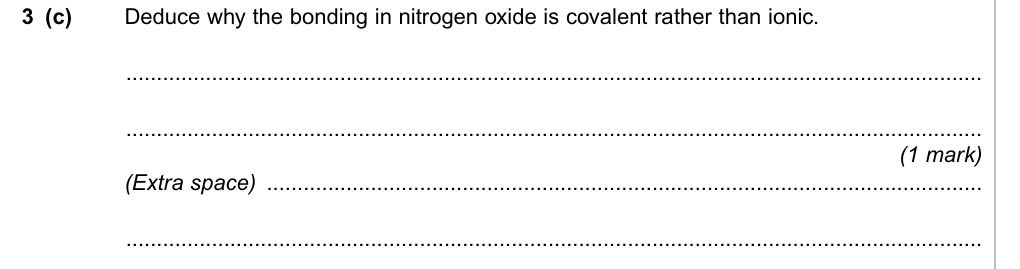 3 (c) Deduce why the bonding in nitrogen oxide is covalent rather than ionic.
(1 mark)
(Extra space)